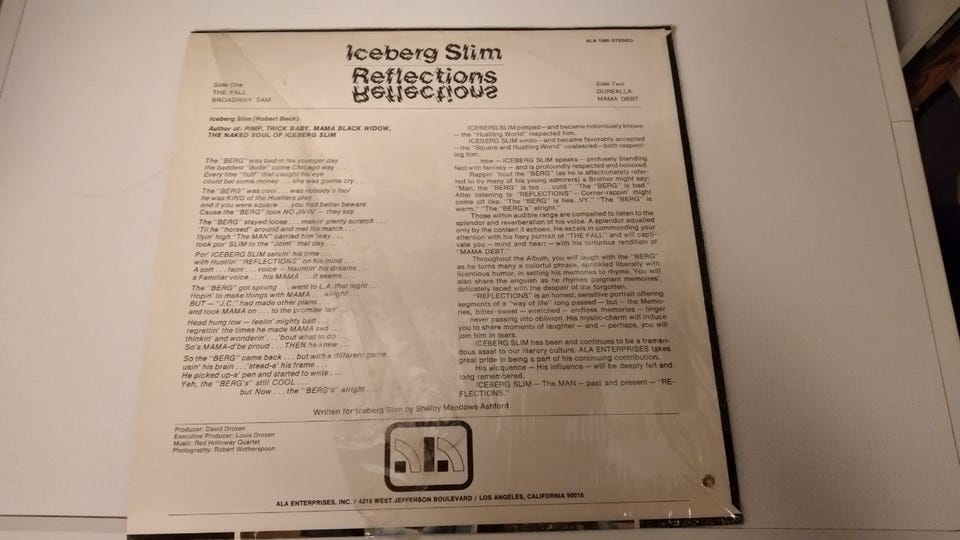 Iceberg Slim
Reflections
Reflections
ALA 1980 STEREO
Side One
THE FALL
BROADWAY SAM
Side Two
DUREALLA
MAMA DEBT
Iceberg Slim (Robert Beck)
Author of: PIMP, TRICK BABY, MAMA BLACK WIDOW,
THE NAKED SOUL OF ICEBERG SLIM
The "BERG" was bad in his younger day
the baddest "dude" come Chicago way . . .
Every time "fluff" that caught his eye
could bet some money . . . she was gonna cry . . .
The "BERG" was cool . . . was nobody's fool
he was KING of the Hustlers play
and if you were square . . . you had better beware
Cause the "BERG" took NO JIVIN' — they say
The "BERG" stayed loose . . . makin' plenty scratch . . .
'Til he "horsed" around and met his match . . .
flyin' high "The MAN" carried him 'way . . .
took por' SLIM to the "Joint" that day . . .
Por' ICEBERG SLIM servin' his time . . .
with Hustlin' "REFLECTIONS" on his mind . . .
A soft . . . faint . . . voice — Hauntin' his dreams . . .
a Familiar voice . . . his MAMA . . . it seems . . .
The "BERG" got sprung . . . went to L.A. that night . . .
Hopin' to make things with MAMA . . . alright . . .
BUT — "J.C." had made other plans . . .
and took MAMA on . . . to the promise lan'
Head hung low — feelin' mighty bad . . .
regrettin' the times he made MAMA sad . . .
thinkin' and wonderin' . . . 'bout what to do . . .
So's MAMA-d'be proud . . . THEN he knew . . .
So the "BERG" came back . . . but with a different game . . .
usin' his brain . . . 'stead-a' his frame . . .
He picked up-a' pen and started to write . . .
Yeh, the "BERG's" still COOL . . .
but Now . . . the "BERG's" alright . . .
ICEBERG SLIM pimped — and became notoriously known
— the "Hustling World" respected him.
ICEBERG SLIM wrote — and became favorably accepted
— the "Square and Hustling World" coalesced — both respect-
ing him.
. . . now — ICEBERG SLIM speaks — profusely blending
fact with fantasy — and is profoundly respected and honored.
Rappin' 'bout the "BERG" (as he is affectionately refer-
red to by many of his young admirers) a Brother might say:
"Man, the "BERG" is too . . . cold." "The "BERG" is bad."
After listening to "REFLECTIONS" — Corner-rappin' might
come off like: "The "BERG" is hea..VY." "The "BERG" is
warm." "The "BERG's" alright."
Those within audible range are compelled to listen to the
splendor and reverberation of his voice. A splendor equalled
only by the content it echoes. He excels in commanding your
attention with his fiery portrait of "THE FALL" and will capti-
vate you — mind and heart — with his torturous rendition of
"MAMA DEBT."
Throughout the Album, you will laugh with the "BERG"
as he turns many a colorful phrase, sprinkled liberally with
licentious humor, in setting his memories to rhyme. You will
also share the anguish as he rhymes poignant memoires',
delicately laced with the despair of the forgotten.
"REFLECTIONS" is an honest, sensitive portrait offering
segments of a "way of life" long passed — but — the Memo-
ries, bitter-sweet — wretched — endless memories — linger
. . . never passing into oblivion. His mystic-charm will induce
you to share moments of laughter — and — perhaps, you will
join him in tears.
ICEBERG SLIM has been and continues to be a tremen-
dous asset to our literary culture. ALA ENTERPRISES takes
great pride in being a part of his continuing contribution.
His eloquence — His influence — will be deeply felt and
long remembered.
ICEBERG SLIM — The MAN — past and present — "RE-
FLECTIONS."
Written for Iceberg Slim by Shelby Meadows Ashford
Producer: David Drozen
Executive Producer: Louis Drozen
Music: Red Holloway Quartet
Photography: Robert Wotherspoon
ALA ENTERPRISES, INC. / 4216 WEST JEFFERSON BOULEVARD / LOS ANGELES, CALIFORNIA 90016